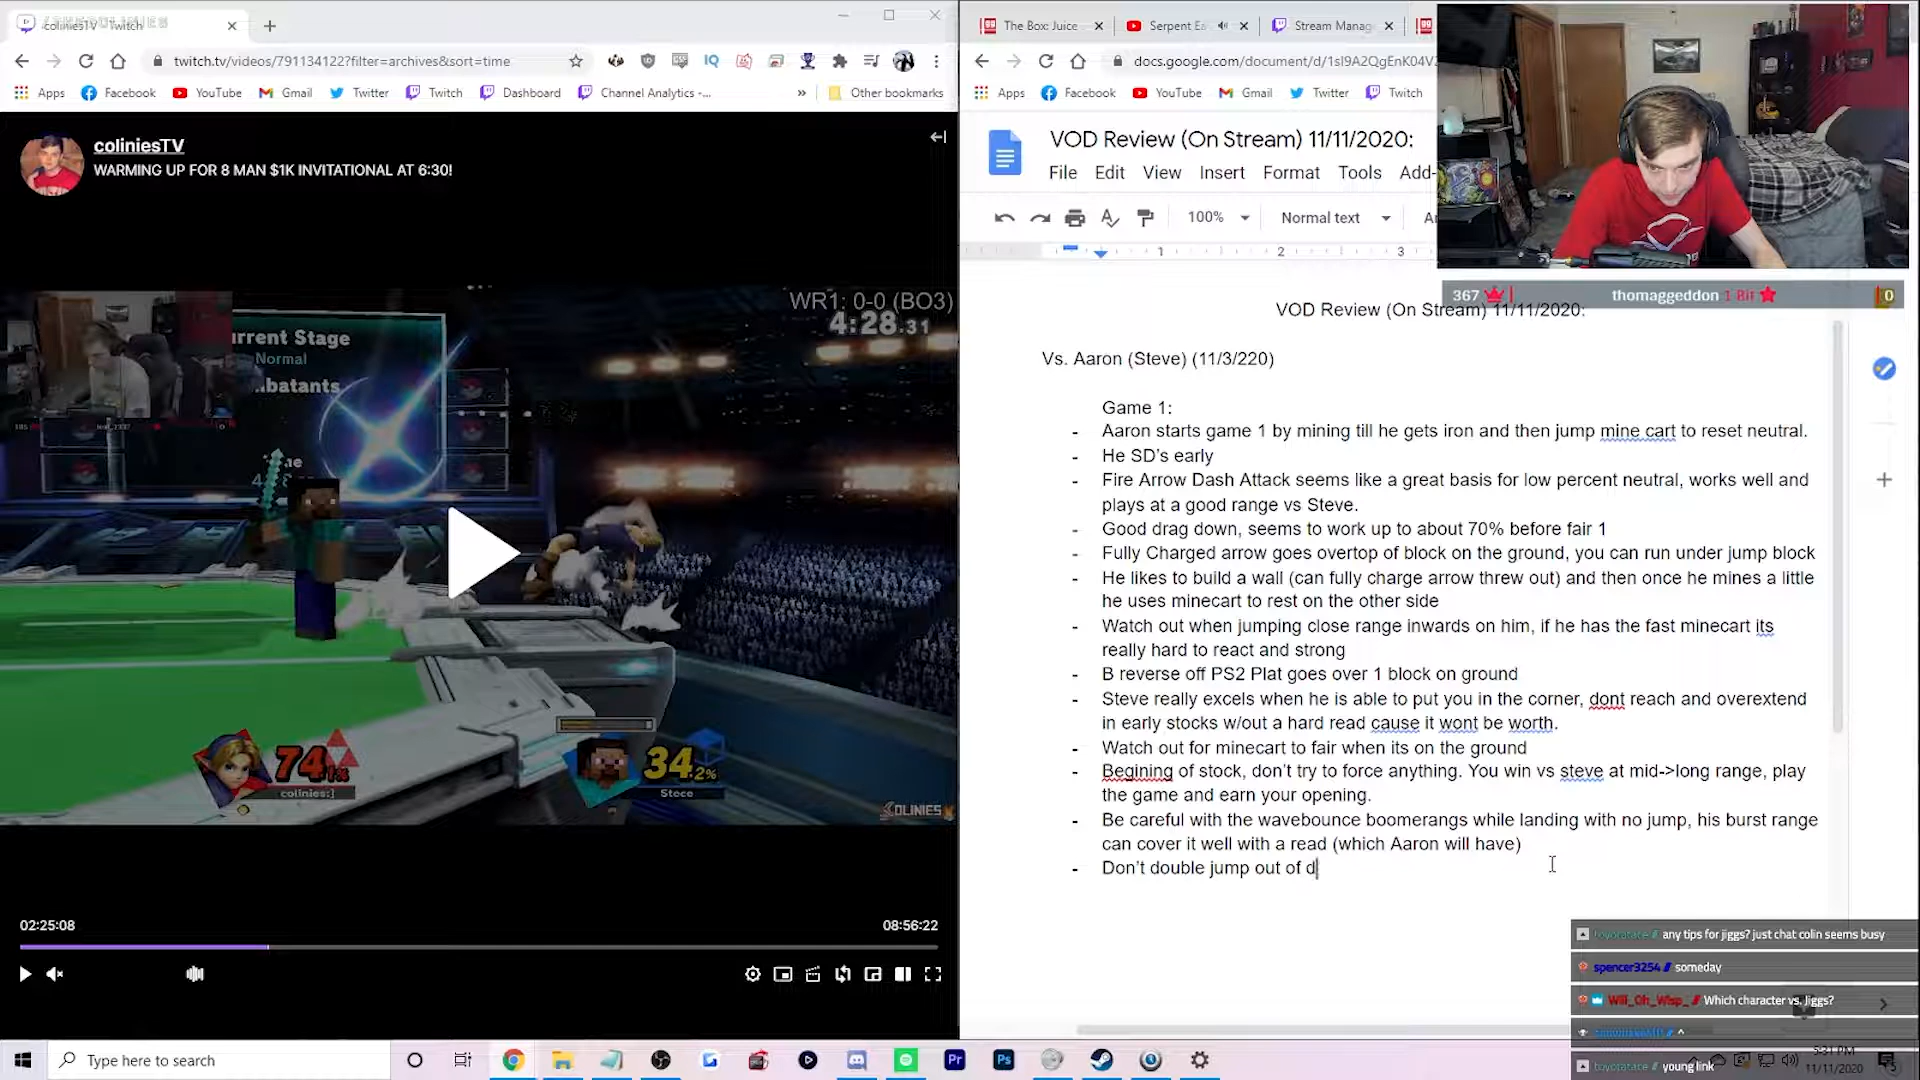 coliniesTV - Twitch
twitch.tv/videos/791134122?filter=archives&sort=time
Apps Facebook YouTube Gmail Twitter Twitch Dashboard Channel Analytics -... » Other bookmarks
coliniesTV
WARMING UP FOR 8 MAN $1K INVITATIONAL AT 6:30!
WR1: 0-0 (BO3)
4:28.31
rrent Stage
Normal
mbatants
74.1%
colinies:]
34.2%
Steve
COLINIES
02:25:08 08:56:22
The Box: Juice Serpent Ea Stream Manag
docs.google.com/document/d/1sI9A2QgEnK04V
Apps Facebook YouTube Gmail Twitter Twitch
VOD Review (On Stream) 11/11/2020:
File Edit View Insert Format Tools Add-
100% Normal text
1 2 3
367 thomaggeddon 1 Bit 0
VOD Review (On Stream) 11/11/2020:
Vs. Aaron (Steve) (11/3/220)
Game 1:
- Aaron starts game 1 by mining till he gets iron and then jump mine cart to reset neutral.
- He SD's early
- Fire Arrow Dash Attack seems like a great basis for low percent neutral, works well and
plays at a good range vs Steve.
- Good drag down, seems to work up to about 70% before fair 1
- Fully Charged arrow goes overtop of block on the ground, you can run under jump block
- He likes to build a wall (can fully charge arrow threw out) and then once he mines a little
he uses minecart to rest on the other side
- Watch out when jumping close range inwards on him, if he has the fast minecart its
really hard to react and strong
- B reverse off PS2 Plat goes over 1 block on ground
- Steve really excels when he is able to put you in the corner, dont reach and overextend
in early stocks w/out a hard read cause it wont be worth.
- Watch out for minecart to fair when its on the ground
- Begining of stock, don't try to force anything. You win vs steve at mid->long range, play
the game and earn your opening.
- Be careful with the wavebounce boomerangs while landing with no jump, his burst range
can cover it well with a read (which Aaron will have)
- Don't double jump out of d
toyoratace // any tips for jiggs? just chat colin seems busy
spencer3254 // someday
Will_Oh_Wisp_ // Which character vs. Jiggs?
^
toyoratace // young link
Type here to search
5:31 PM
11/11/2020